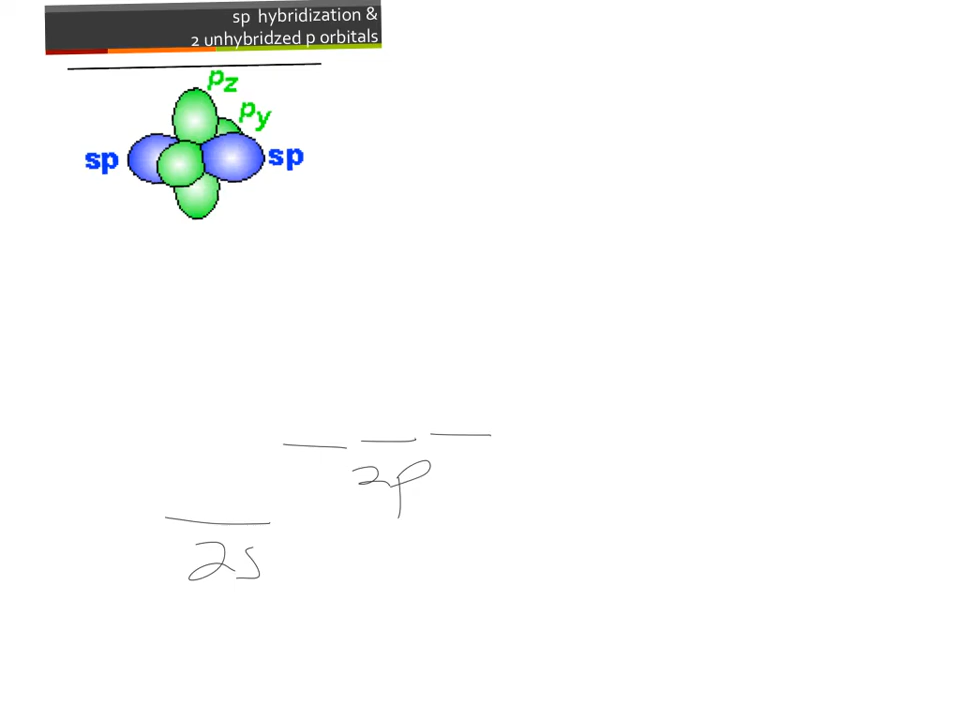 sp hybridization &
2 unhybridzed p orbitals
pz
py
sp sp
2p
2s